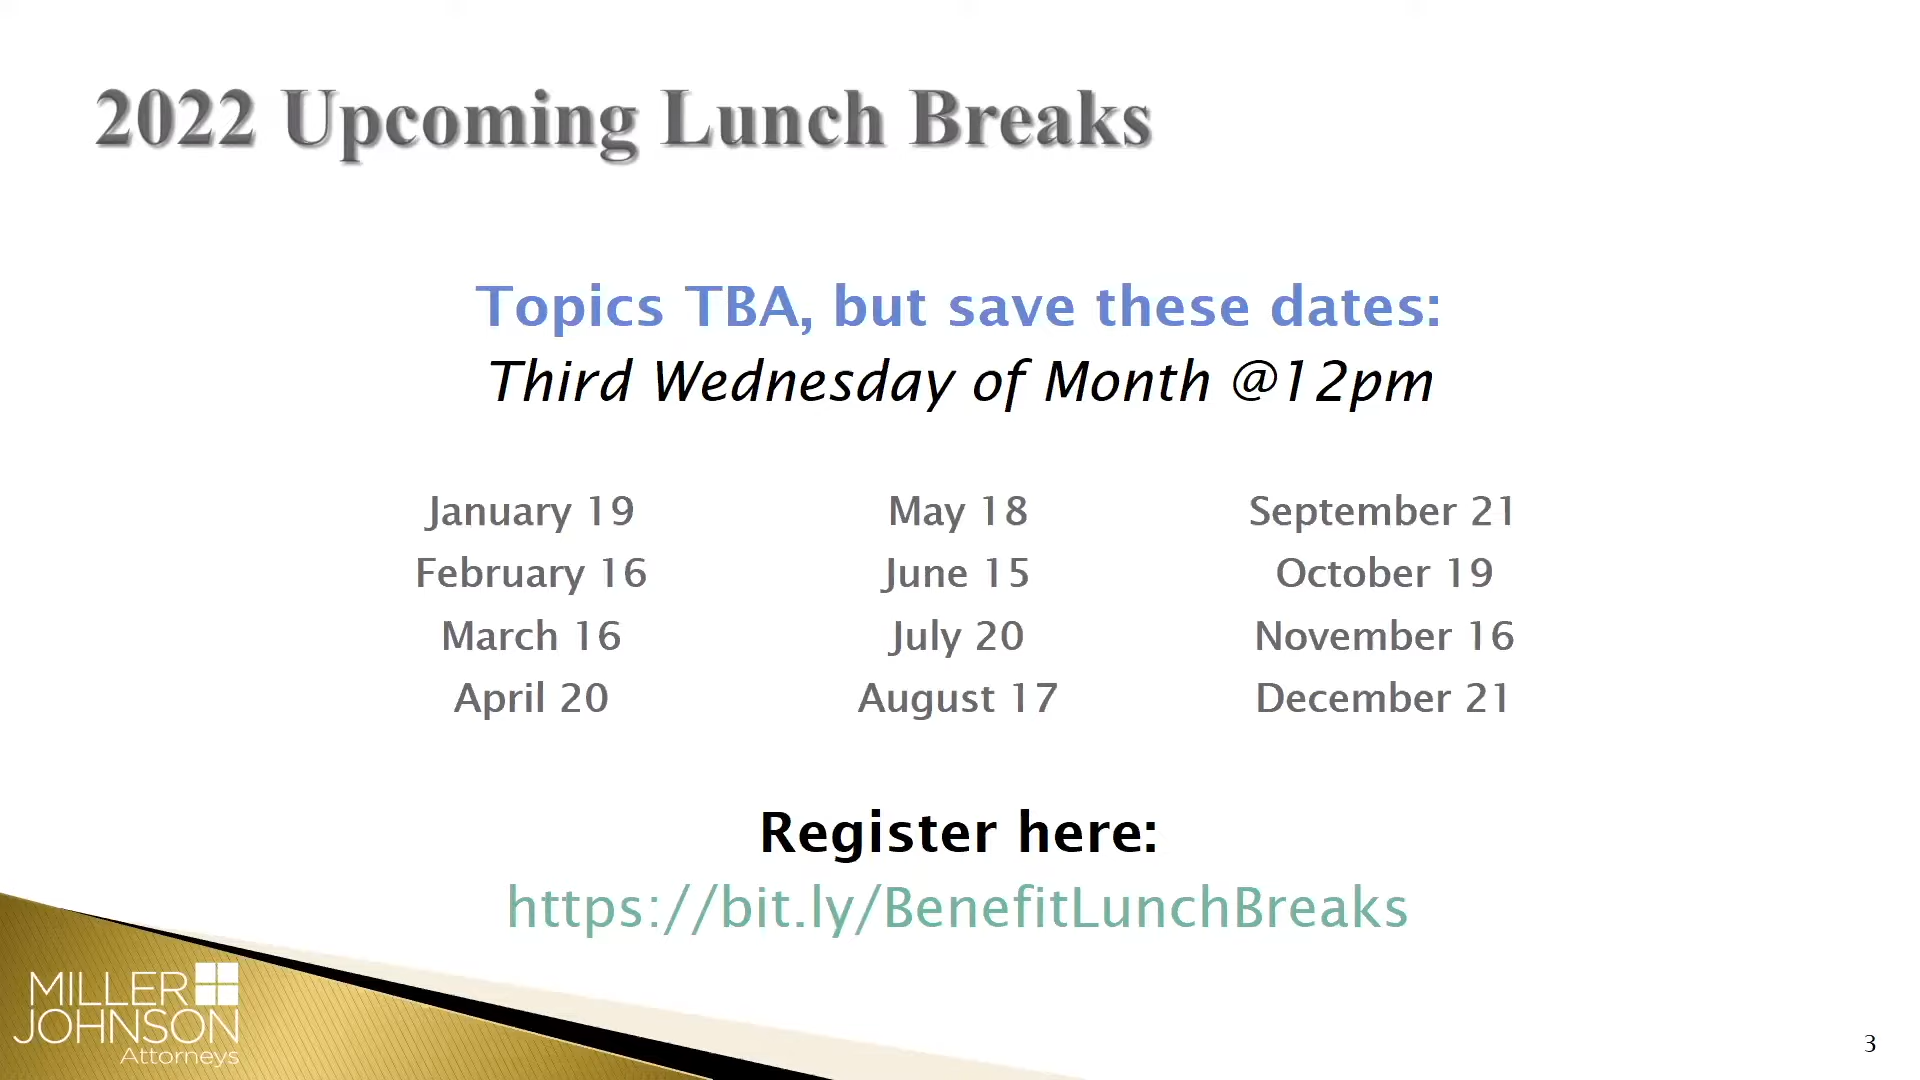 2022 Upcoming Lunch Breaks
Topics TBA, but save these dates:
Third Wednesday of Month @12pm
January 19
February 16
March 16
April 20
May 18
June 15
July 20
August 17
September 21
October 19
November 16
December 21
Register here:
https://bit.ly/BenefitLunchBreaks
MILLER
JOHNSON
Attorneys
3